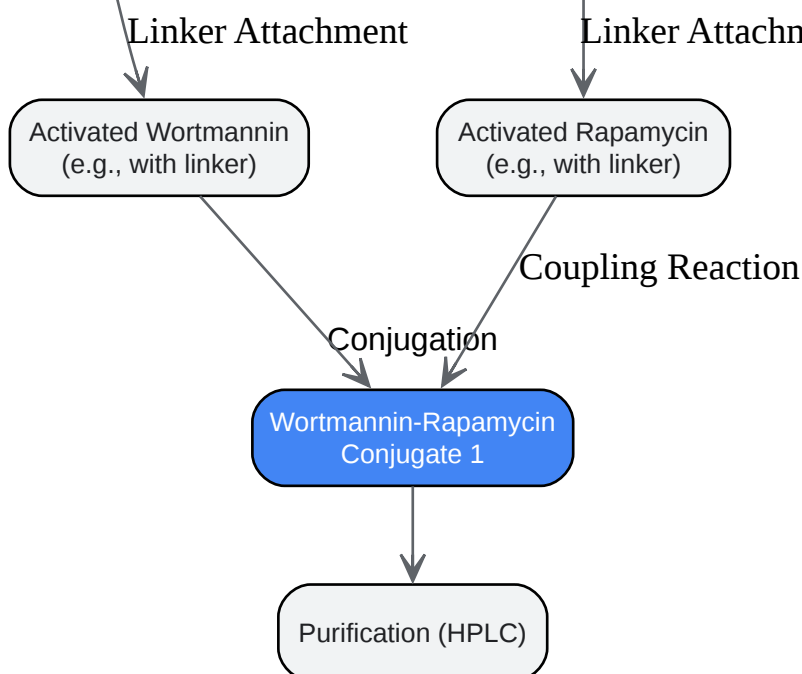 Linker Attachment
Linker Attachm
Activated Wortmannin
(e.g., with linker)
Activated Rapamycin
(e.g., with linker)
Coupling Reaction
Conjugation
Wortmannin-Rapamycin
Conjugate 1
Purification (HPLC)